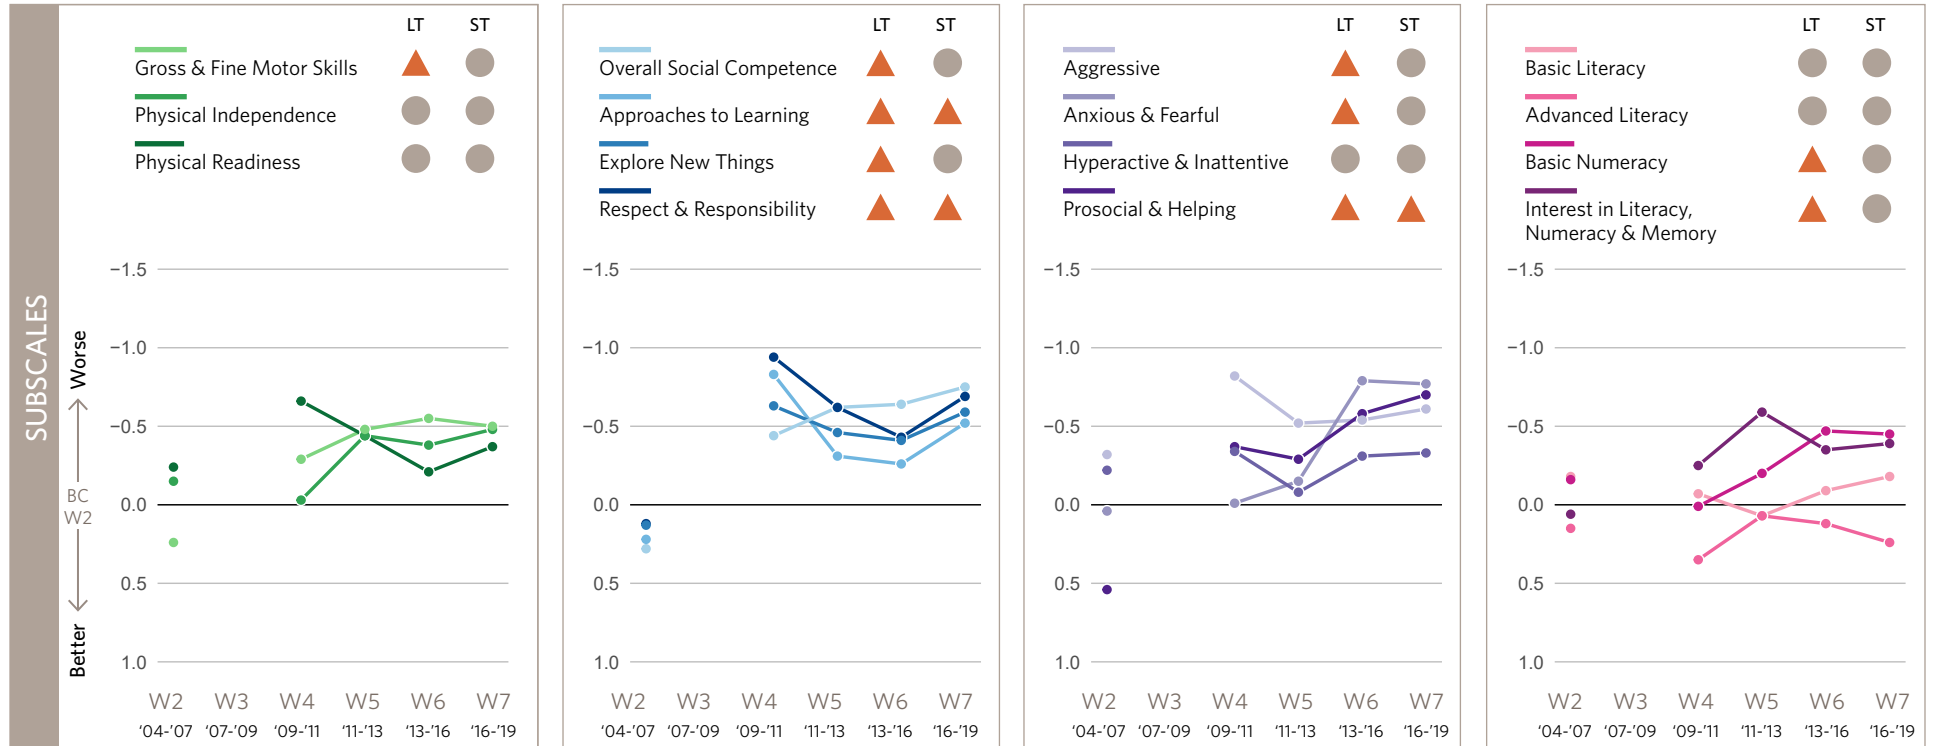 LT ST
Gross & Fine Motor Skills
Physical Independence
Physical Readiness
LT ST
Overall Social Competence
Approaches to Learning
Explore New Things
Respect & Responsibility
LT ST
Aggressive
Anxious & Fearful
Hyperactive & Inattentive
Prosocial & Helping
LT ST
Basic Literacy
Advanced Literacy
Basic Numeracy
Interest in Literacy,
Numeracy & Memory
SUBSCALES
Worse
BC
W2
Better
−1.5
−1.0
−0.5
0.0
0.5
1.0
W2 W3 W4 W5 W6 W7
‘04-’07 ‘07-’09 ‘09-’11 ’11-’13 ‘13-’16 ‘16-’19
−1.5
−1.0
−0.5
0.0
0.5
1.0
W2 W3 W4 W5 W6 W7
‘04-’07 ‘07-’09 ‘09-’11 ’11-’13 ‘13-’16 ‘16-’19
−1.5
−1.0
−0.5
0.0
0.5
1.0
W2 W3 W4 W5 W6 W7
‘04-’07 ‘07-’09 ‘09-’11 ’11-’13 ‘13-’16 ‘16-’19
−1.5
−1.0
−0.5
0.0
0.5
1.0
W2 W3 W4 W5 W6 W7
‘04-’07 ‘07-’09 ‘09-’11 ’11-’13 ‘13-’16 ‘16-’19